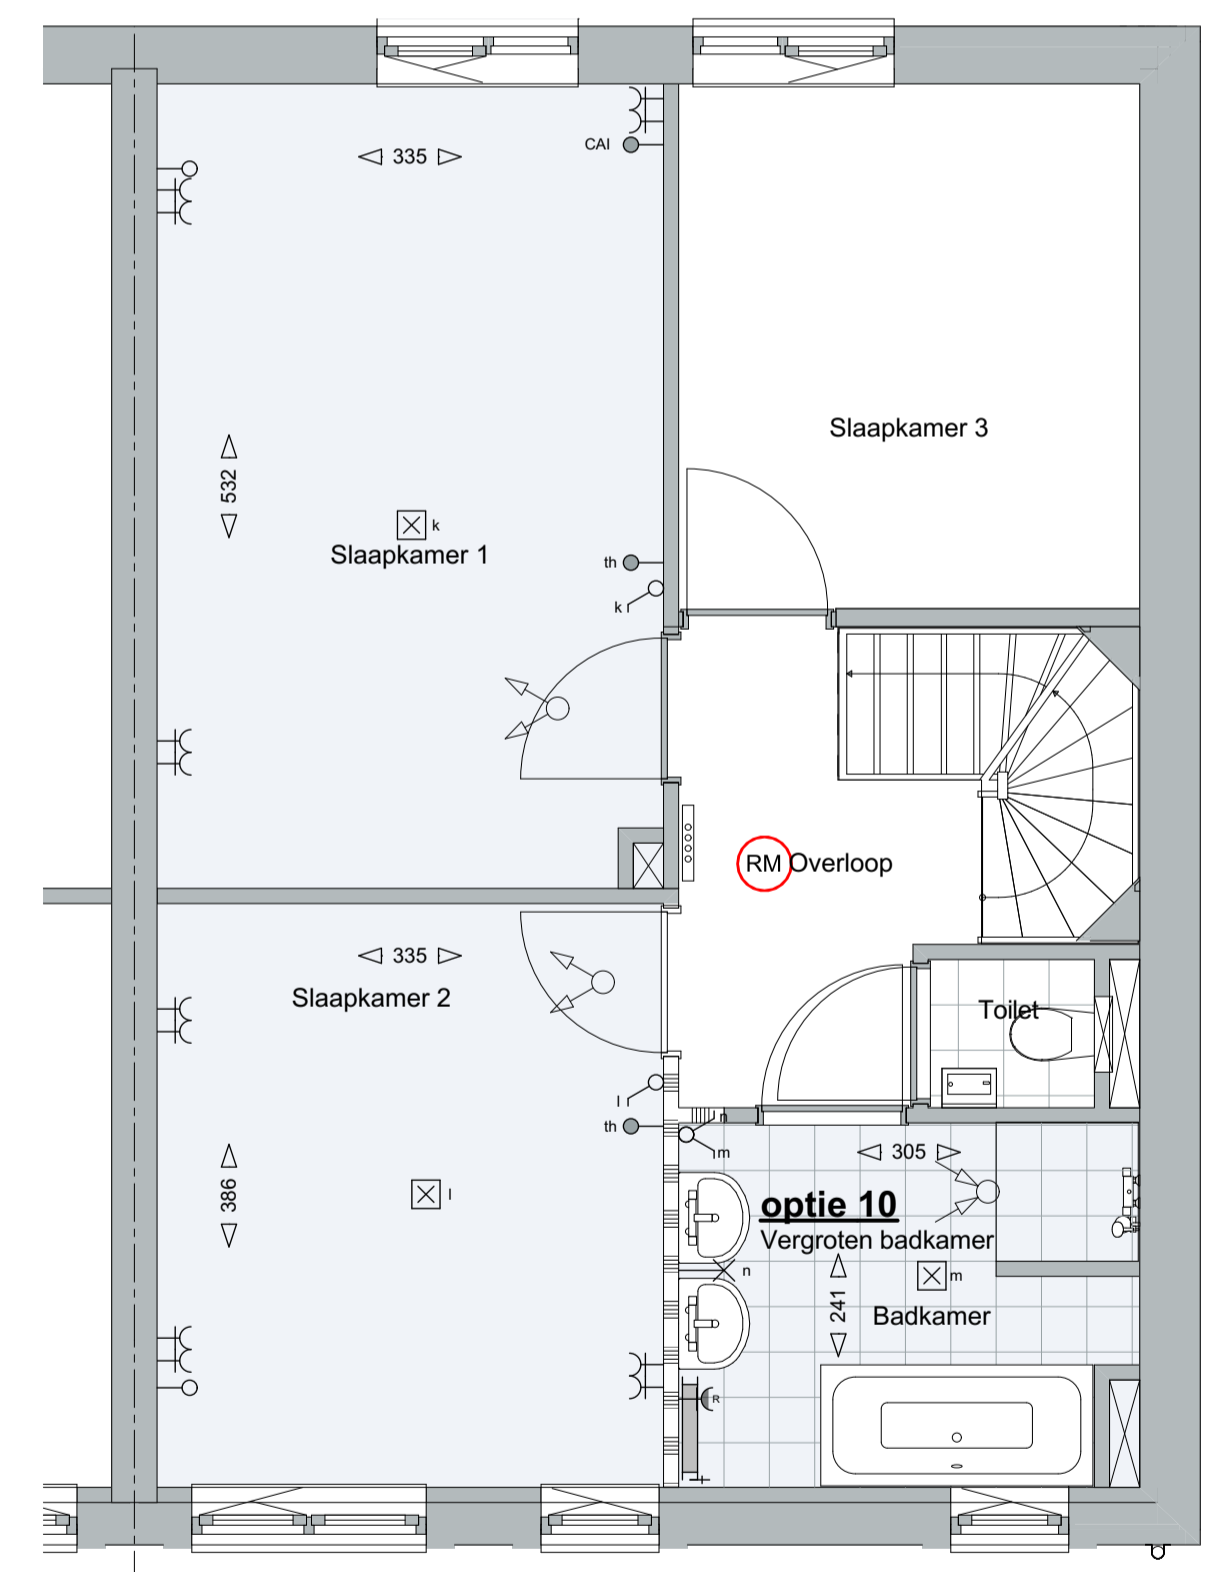 CAI
335
Slaapkamer 3
532
k
Slaapkamer 1
th
k
RM Overloop
335
Slaapkamer 2
Toilet
l
n
th
m
305
386
l
optie 10
Vergroten badkamer
n
m
241
Badkamer
R